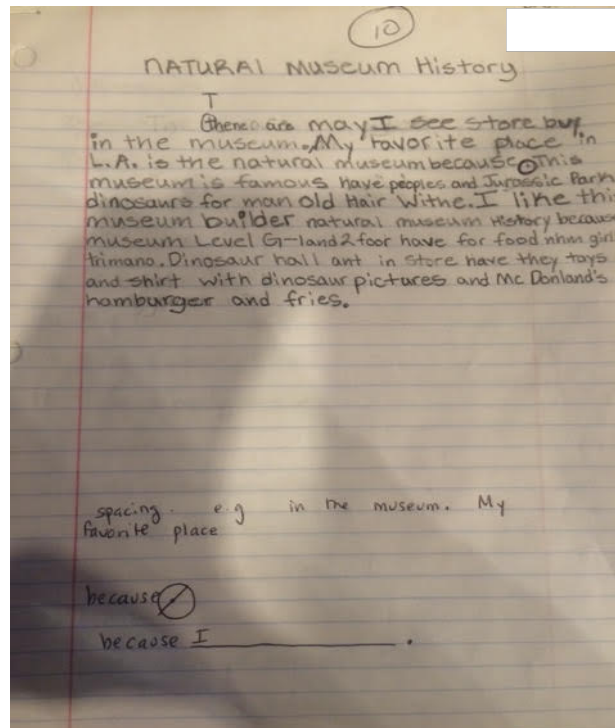 10
NATURAl Museum History
T
there are may I see store buy
in the museum. My favorite place in
L.A. is the natural museum because. This
museum is famous have peoples and Jurassic Park
dinosaurs for man Old Hair Withe. I like this
museum builder natural museum History because
museum Level G-land 2 foor have for food nhm girl
trimano. Dinosaur hall ant in store have they toys
and shirt with dinosaur pictures and Mc Donland's
hamburger and fries.
spacing. e.g in the museum. My
favorite place
because
because I ____________.